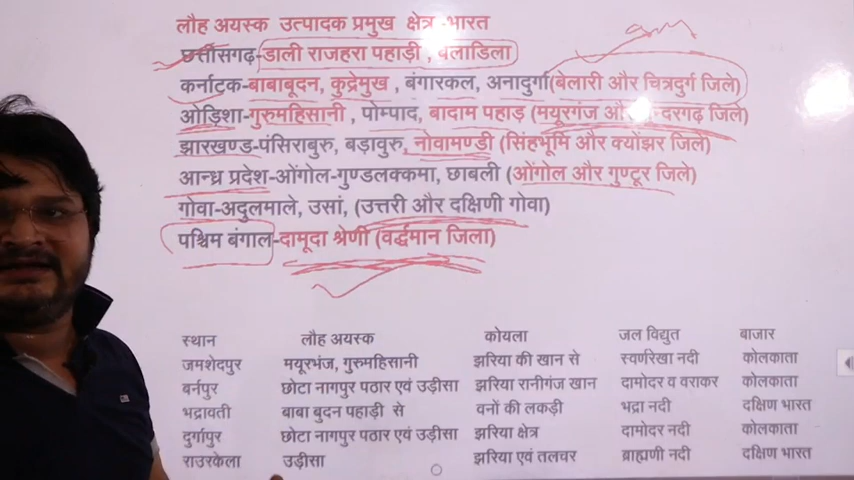 लौह अयस्क उत्पादक प्रमुख क्षेत्र -भारत
छत्तीसगढ़-डाली राजहरा पहाड़ी , बैलाडिला
कर्नाटक-बाबाबूदन, कुद्रेमुख , बंगारकल, अनादुर्गा(बेलारी और चित्रदुर्ग जिले)
ओड़िशा-गुरुमहिसानी , पोम्पाद, बादाम पहाड़ (मयूरगंज
झारखण्ड-पंसिराबुरु, बड़ावुरु, नोवामण्डी (सिंहभूमि और क्योंझर जिले)
आन्ध्र प्रदेश-ओंगोल-गुण्डलक्कमा, छाबली (ओंगोल और गुण्टूर जिले)
गोवा-अदुलमाले, उसां, (उत्तरी और दक्षिणी गोवा)
पश्चिम बंगाल-दामूदा श्रेणी (वर्द्धमान जिला)
स्थान लौह अयस्क कोयला जल विद्युत बाजार
जमशेदपुर मयूरभंज, गुरुमहिसानी झरिया की खान से स्वर्णरेखा नदी कोलकाता
बर्नपुर छोटा नागपुर पठार एवं उड़ीसा झरिया रानीगंज खान दामोदर व वराकर कोलकाता
भद्रावती बाबा बुदन पहाड़ी से वनों की लकड़ी भद्रा नदी दक्षिण भारत
दुर्गापुर छोटा नागपुर पठार एवं उड़ीसा झरिया क्षेत्र दामोदर नदी कोलकाता
राउरकेला उड़ीसा झरिया एवं तलचर ब्राह्मणी नदी दक्षिण भारत